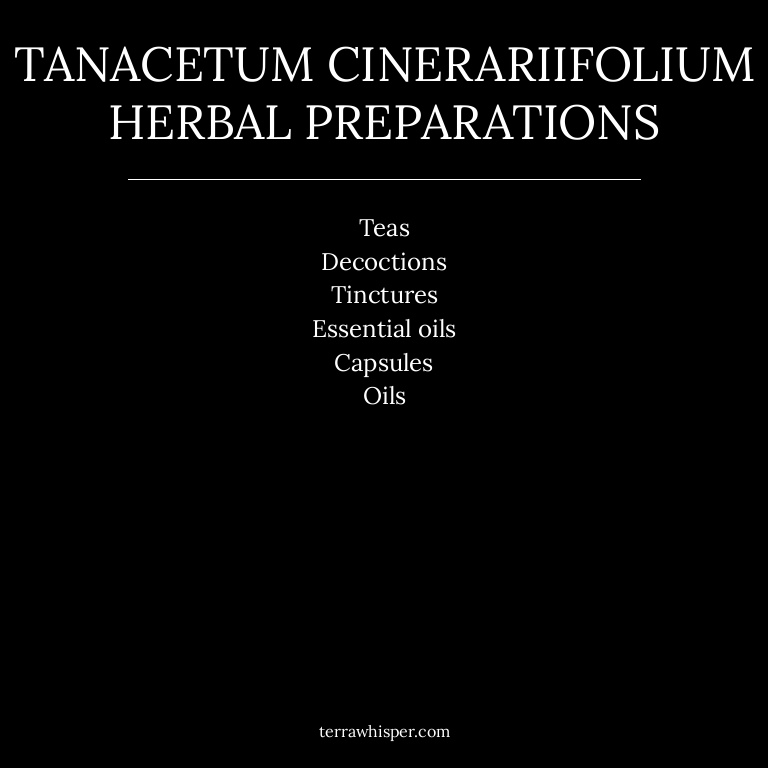 TANACETUM CINERARIIFOLIUM
HERBAL PREPARATIONS
Teas
Decoctions
Tinctures
Essential oils
Capsules
Oils
terrawhisper.com